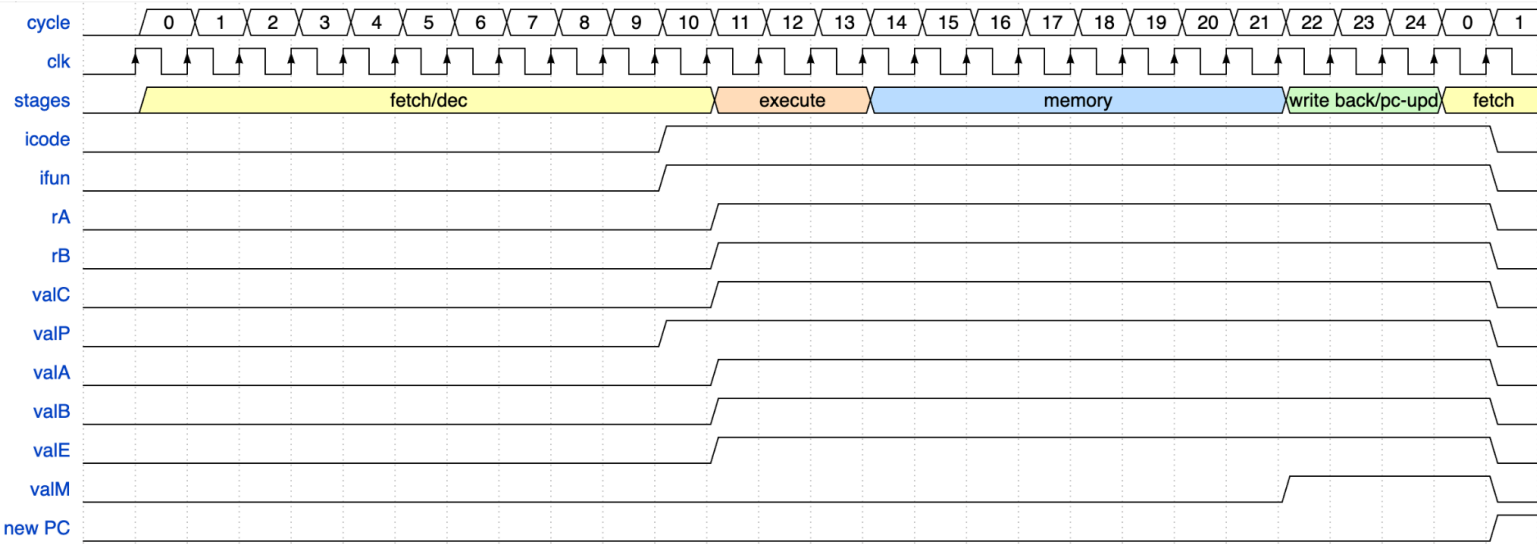 cycle 0 1 2 3 4 5 6 7 8 9 10 11 12 13 14 15 16 17 18 19 20 21 22 23 24 0 1
clk
stages fetch/dec execute memory write back/pc-upd fetch
icode
ifun
rA
rB
valC
valP
valA
valB
valE
valM
new PC